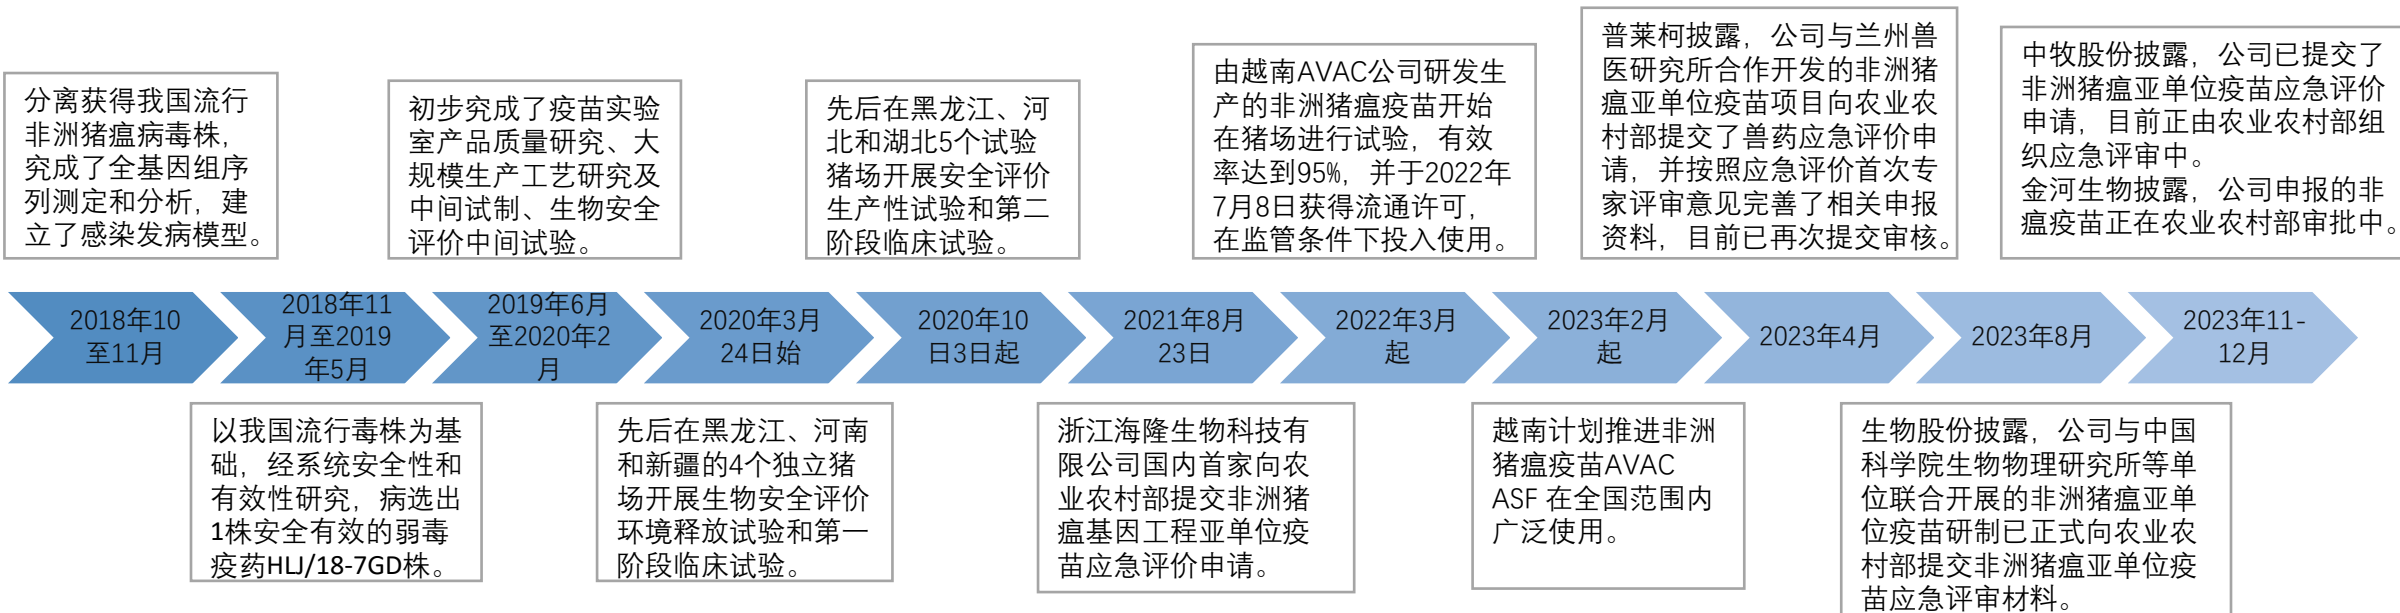 分离获得我国流行
非洲猪瘟病毒株，
究成了全基因组序
列测定和分析，建
立了感染发病模型。
初步究成了疫苗实验
室产品质量研究、大
规模生产工艺研究及
中间试制、生物安全
评价中间试验。
先后在黑龙江、河
北和湖北5个试验
猪场开展安全评价
生产性试验和第二
阶段临床试验。
由越南AVAC公司研发生
产的非洲猪瘟疫苗开始
在猪场进行试验，有效
率达到95%，并于2022年
7月8日获得流通许可，
在监管条件下投入使用。
普莱柯披露，公司与兰州兽
医研究所合作开发的非洲猪
瘟亚单位疫苗项目向农业农
村部提交了兽药应急评价申
请，并按照应急评价首次专
家评审意见完善了相关申报
资料，目前已再次提交审核。
中牧股份披露，公司已提交了
非洲猪瘟亚单位疫苗应急评价
申请，目前正由农业农村部组
织应急评审中。
金河生物披露，公司申报的非
瘟疫苗正在农业农村部审批中。
2018年10
至11月
2018年11
月至2019
年5月
2019年6月
至2020年2
月
2020年3月
24日始
2020年10
日3日起
2021年8月
23日
2022年3月
起
2023年2月
起
2023年4月
2023年8月
2023年11-
12月
以我国流行毒株为基
础，经系统安全性和
有效性研究，病选出
1株安全有效的弱毒
疫药HLJ/18-7GD株。
先后在黑龙江、河南
和新疆的4个独立猪
场开展生物安全评价
环境释放试验和第一
阶段临床试验。
浙江海隆生物科技有
限公司国内首家向农
业农村部提交非洲猪
瘟基因工程亚单位疫
苗应急评价申请。
越南计划推进非洲
猪瘟疫苗AVAC
ASF 在全国范围内
广泛使用。
生物股份披露，公司与中国
科学院生物物理研究所等单
位联合开展的非洲猪瘟亚单
位疫苗研制已正式向农业农
村部提交非洲猪瘟亚单位疫
苗应急评审材料。